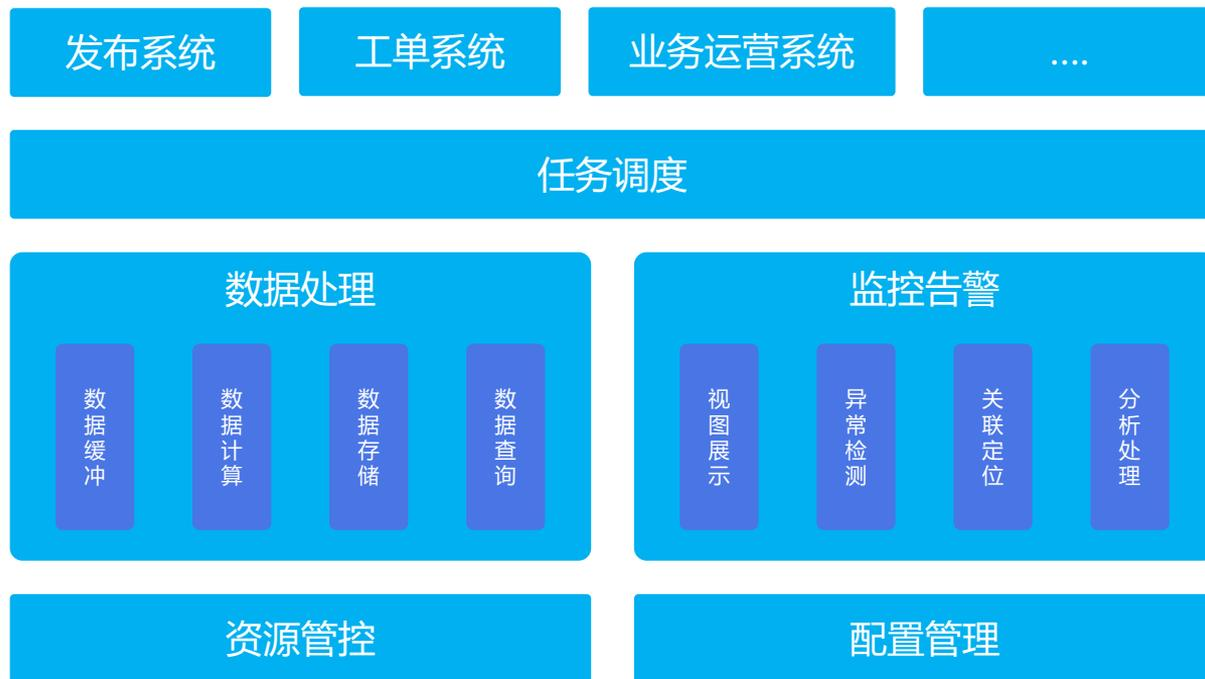 发布系统
工单系统
业务运营系统
....
任务调度
数据处理
数据缓冲
数据计算
数据存储
数据查询
监控告警
视图展示
异常检测
关联定位
分析处理
资源管控
配置管理